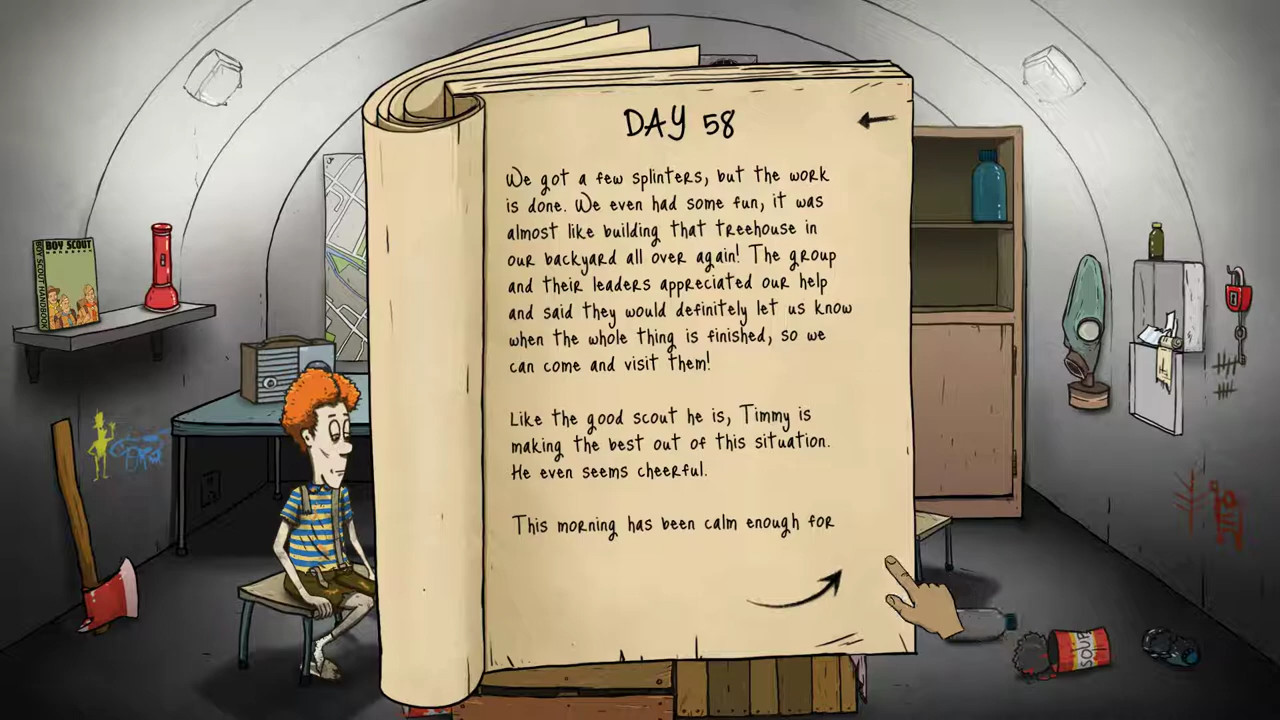 DAY 58
We got a few splinters, but the work
is done. We even had some fun, it was
almost like building that treehouse in
our backyard all over again! The group
and their leaders appreciated our help
and said they would definitely let us know
when the whole thing is finished, so we
can come and visit them!
Like the good scout he is, Timmy is
making the best out of this situation.
He even seems cheerful.
This morning has been calm enough for
BOY SCOUT
BOY SCOUT HANDBOOK
SOUP